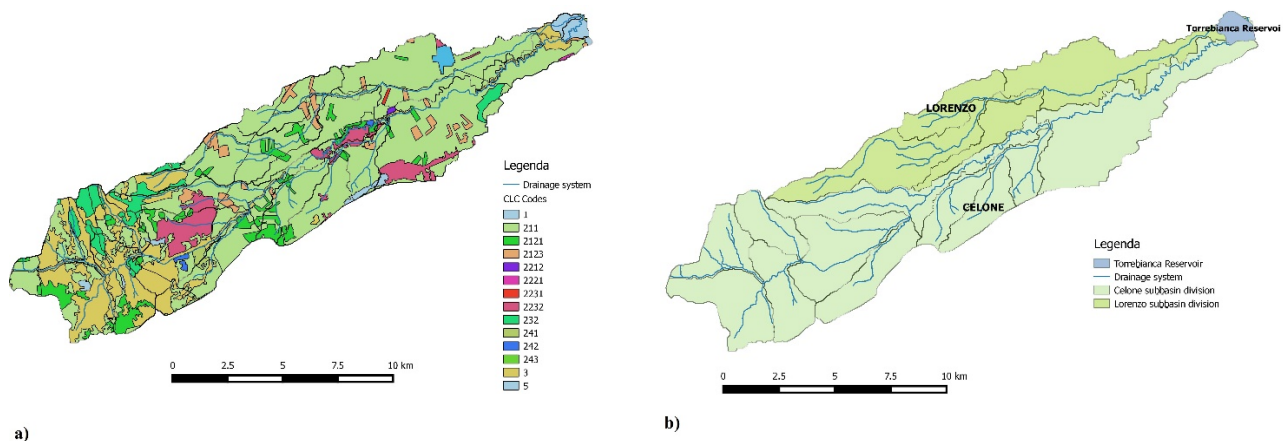 Legenda
Drainage system
CLC Codes
1
211
2121
2123
2212
2221
2231
2232
232
241
242
243
3
5
0 2.5 5 7.5 10 km
a)
Torrebianca Reservoi
LORENZO
CELONE
Legenda
Torrebianca Reservoir
Drainage system
Celone subbasin division
Lorenzo subbasin division
0 2.5 5 7.5 10 km
b)